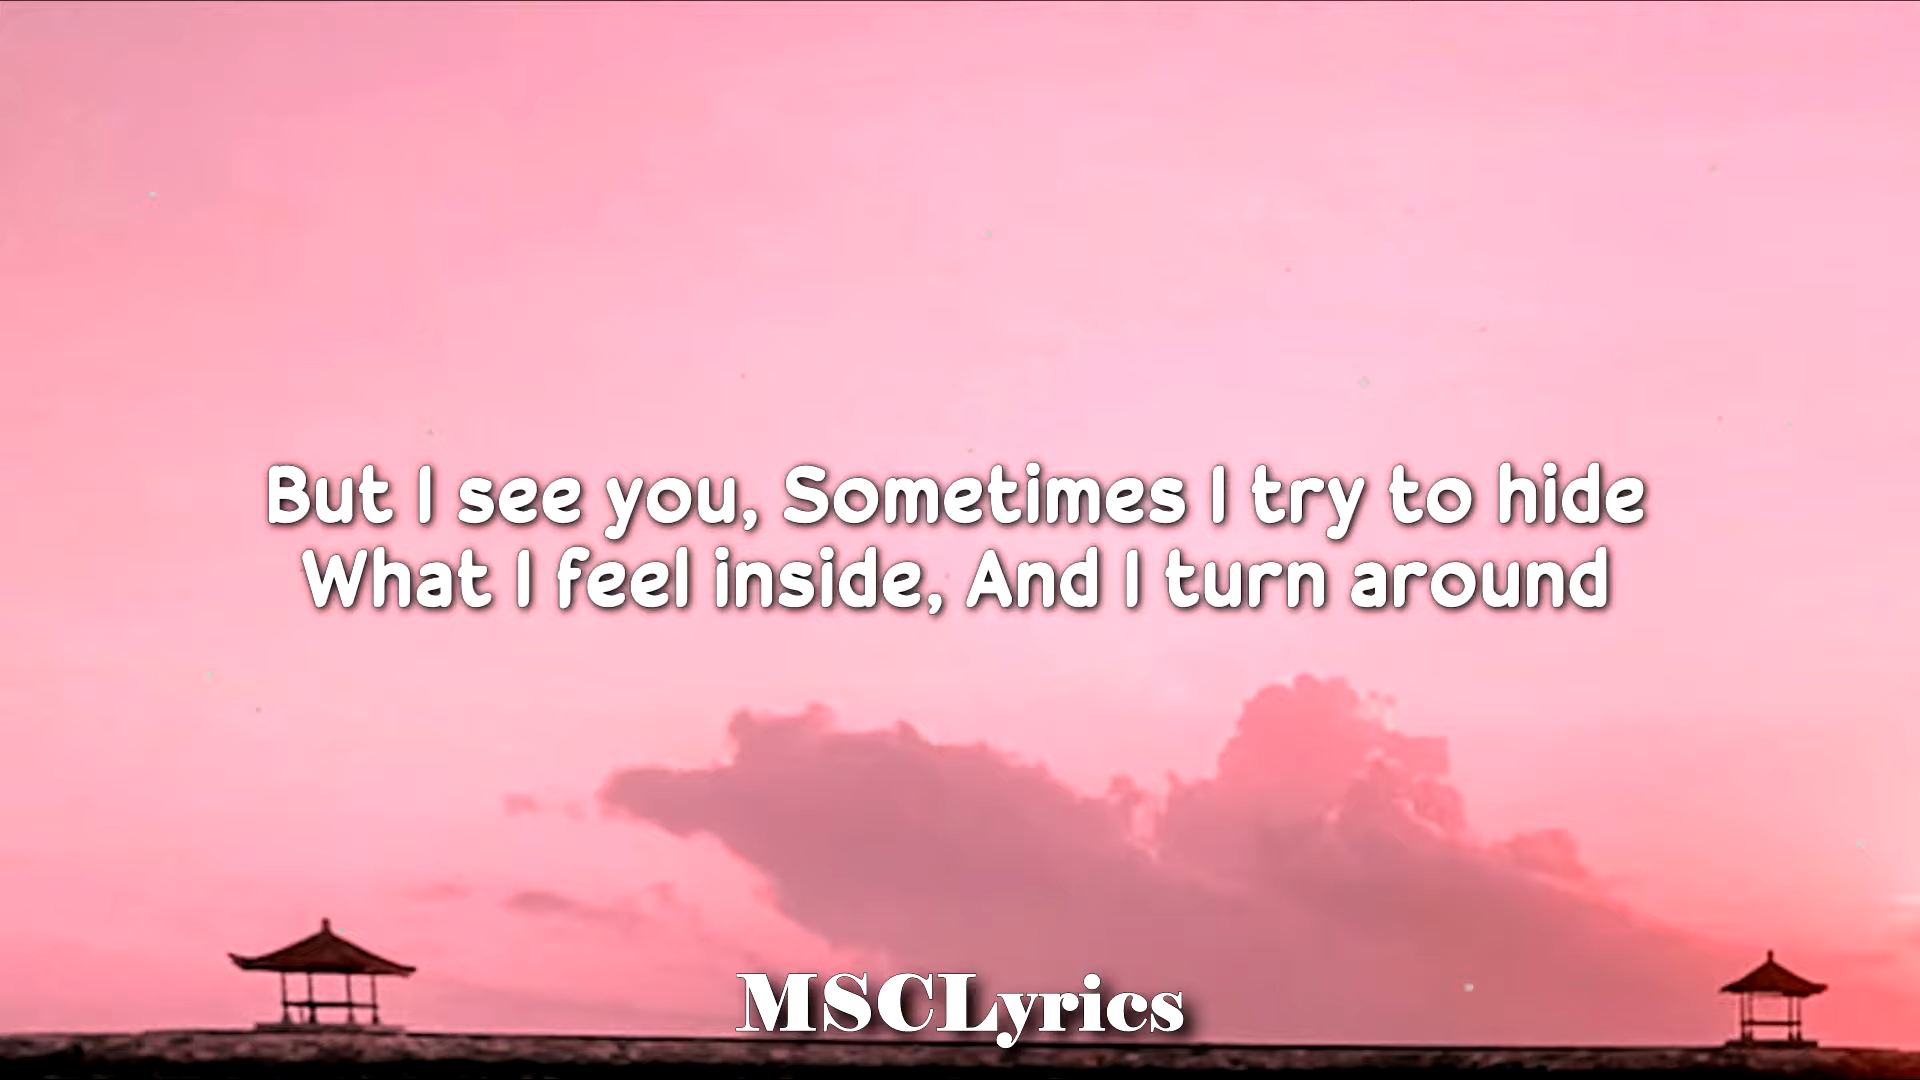 But I see you, Sometimes I try to hide
What I feel inside, And I turn around
MSCLyrics